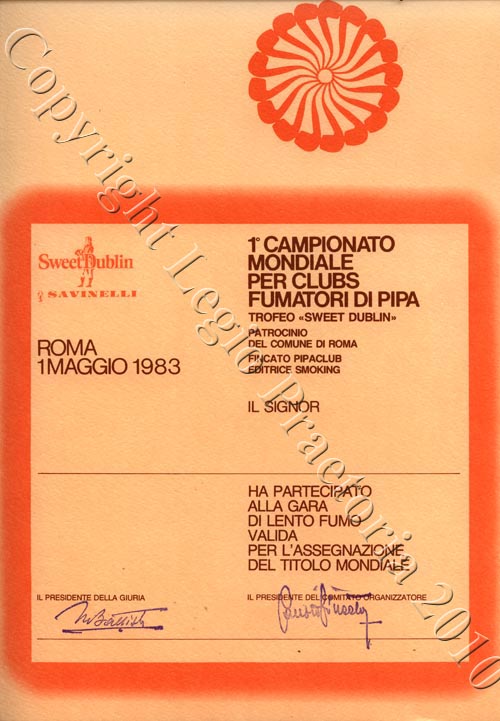 Sweet Dublin
SAVINELLI
ROMA
1 MAGGIO 1983
1° CAMPIONATO
MONDIALE
PER CLUBS
FUMATORI DI PIPA
TROFEO «SWEET DUBLIN»
PATROCINIO
DEL COMUNE DI ROMA
FINCATO PIPACLUB
EDITRICE SMOKING
IL SIGNOR
HA PARTECIPATO
ALLA GARA
DI LENTO FUMO
VALIDA
PER L'ASSEGNAZIONE
DEL TITOLO MONDIALE
IL PRESIDENTE DELLA GIURIA
IL PRESIDENTE DEL COMITATO ORGANIZZATORE
Copyright Legio Praetoria 2010